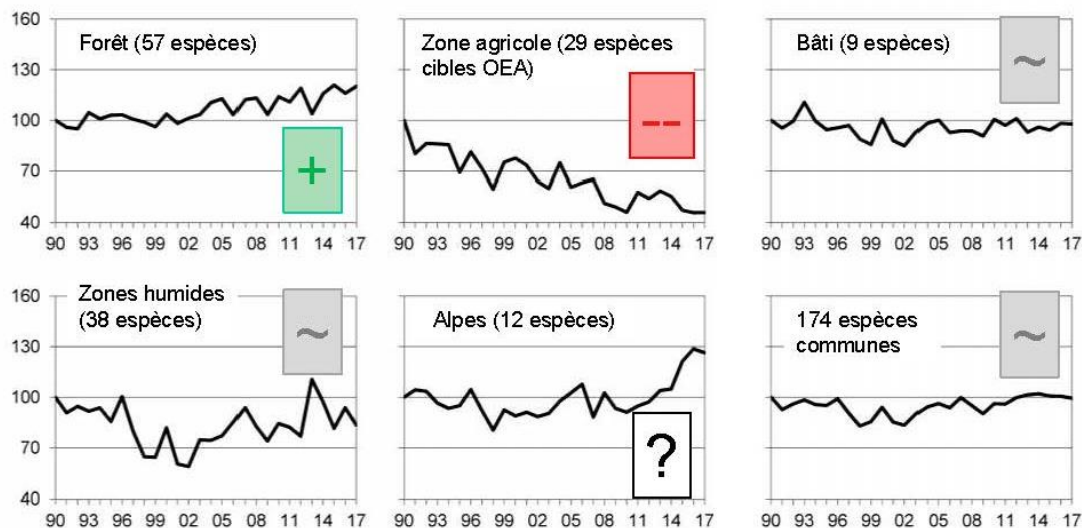 160
130
100
70
40
Forêt (57 espèces)
+
90 93 96 99 02 05 08 11 14 17
Zone agricole (29 espèces
cibles OEA)
--
90 93 96 99 02 05 08 11 14 17
Bâti (9 espèces)
~
90 93 96 99 02 05 08 11 14 17
160
130
100
70
40
Zones humides
(38 espèces)
~
90 93 96 99 02 05 08 11 14 17
Alpes (12 espèces)
?
90 93 96 99 02 05 08 11 14 17
174 espèces
communes
~
90 93 96 99 02 05 08 11 14 17